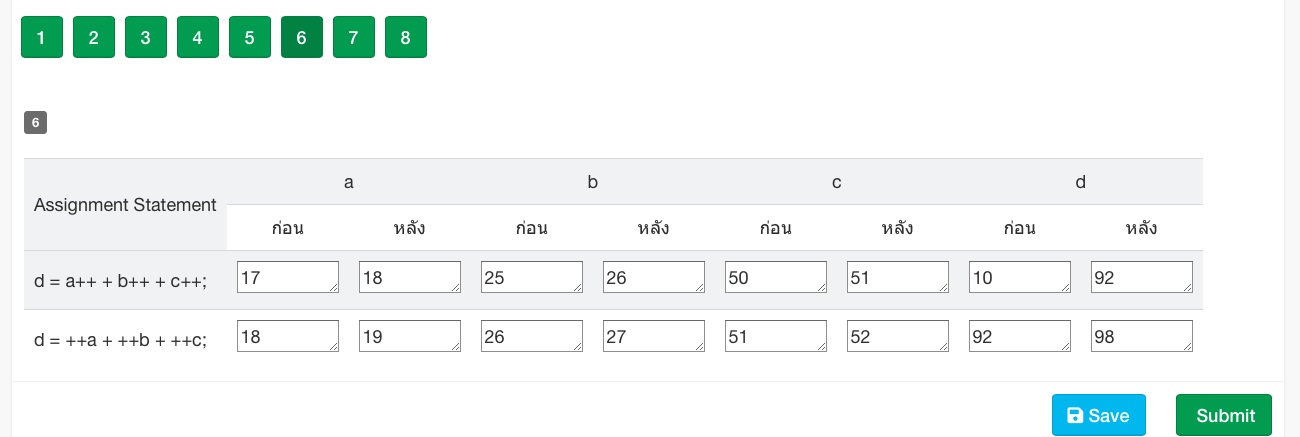 1 2 3 4 5 6 7 8
6
Assignment Statement a b c d
ก่อน หลัง ก่อน หลัง ก่อน หลัง ก่อน หลัง
d = a++ + b++ + c++; 17 18 25 26 50 51 10 92
d = ++a + ++b + ++c; 18 19 26 27 51 52 92 98
Save Submit